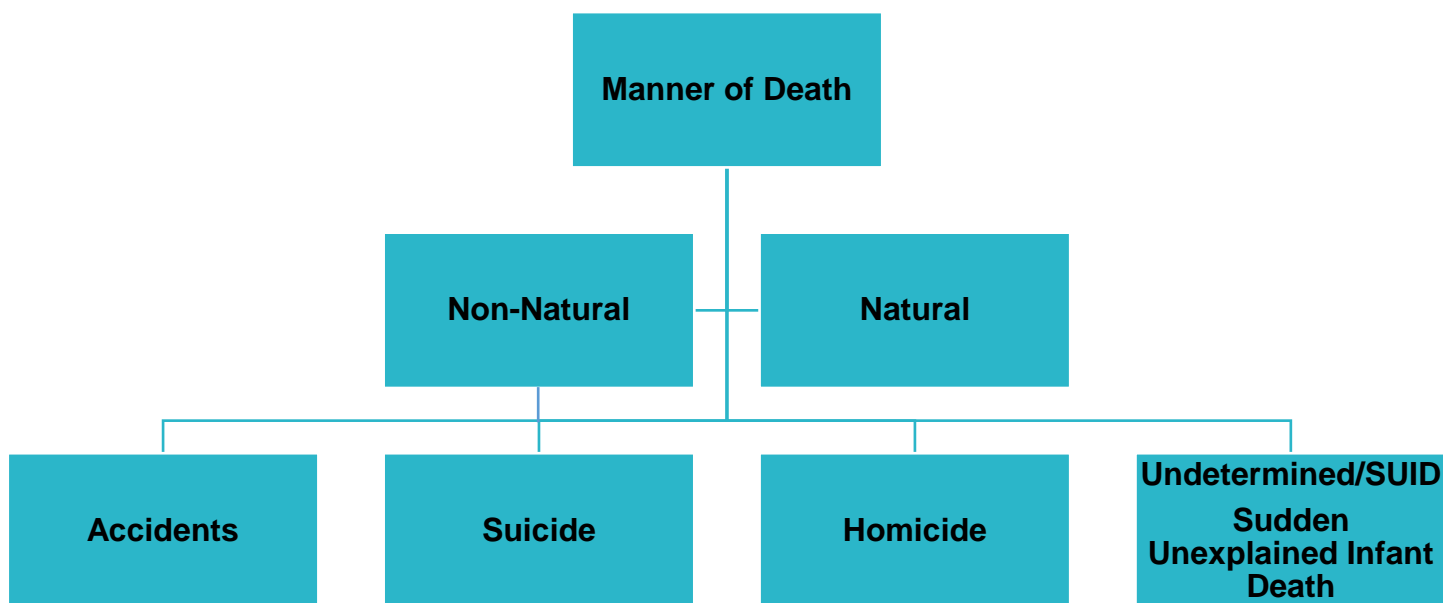 Manner of Death
Non-Natural
Natural
Accidents
Suicide
Homicide
Undetermined/SUID
Sudden
Unexplained Infant
Death